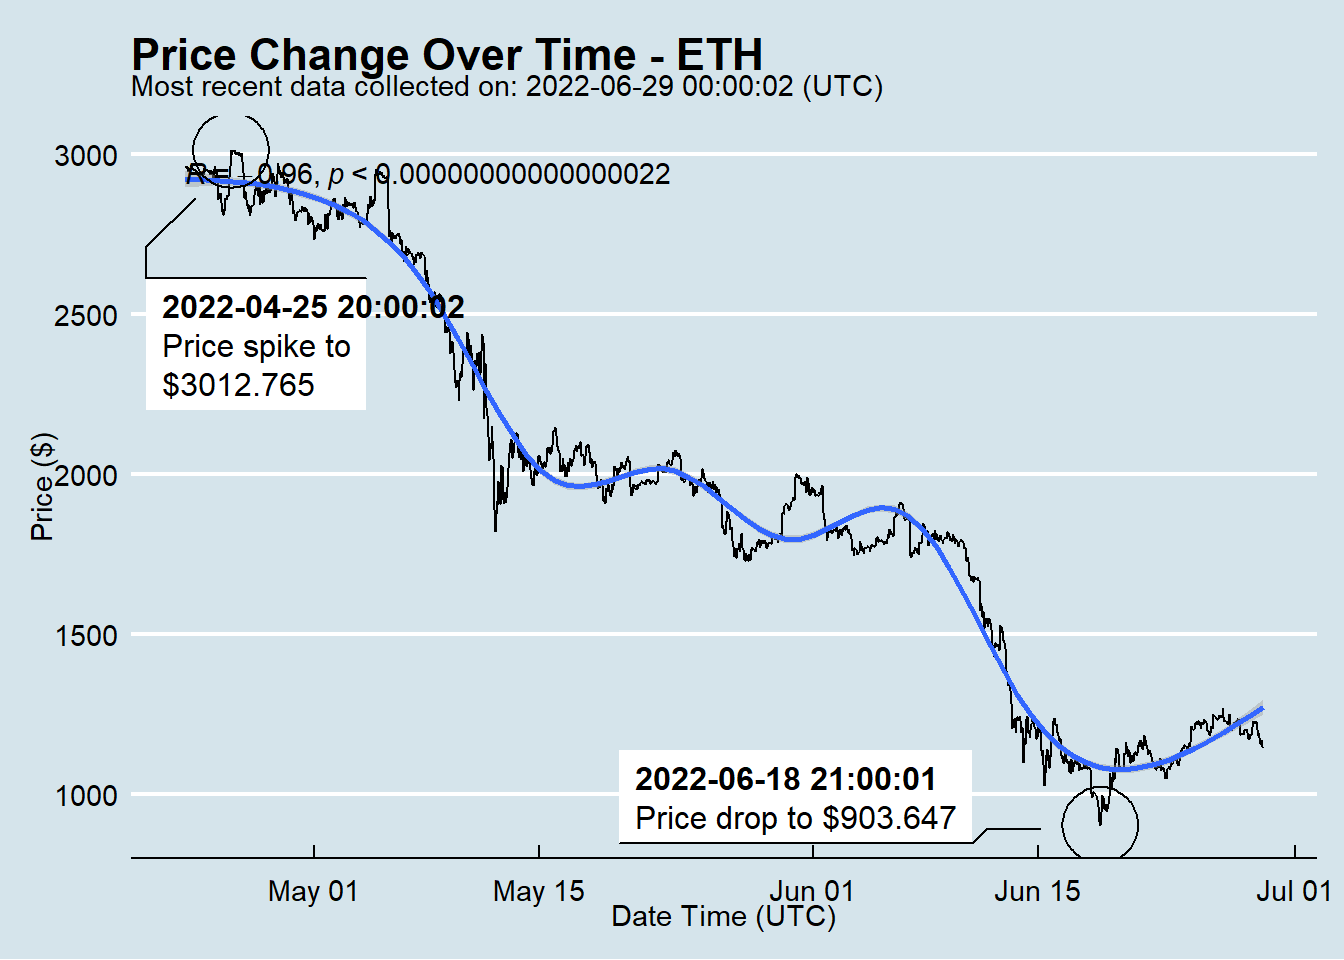 Price Change Over Time - ETH
Most recent data collected on: 2022-06-29 00:00:02 (UTC)
3000
R = −0.96, p < 0.00000000000000022
2022-04-25 20:00:02
2500
Price spike to
$3012.765
Price ($)
2000
1500
2022-06-18 21:00:01
1000
Price drop to $903.647
May 01
May 15
Jun 01
Jun 15
Jul 01
Date Time (UTC)